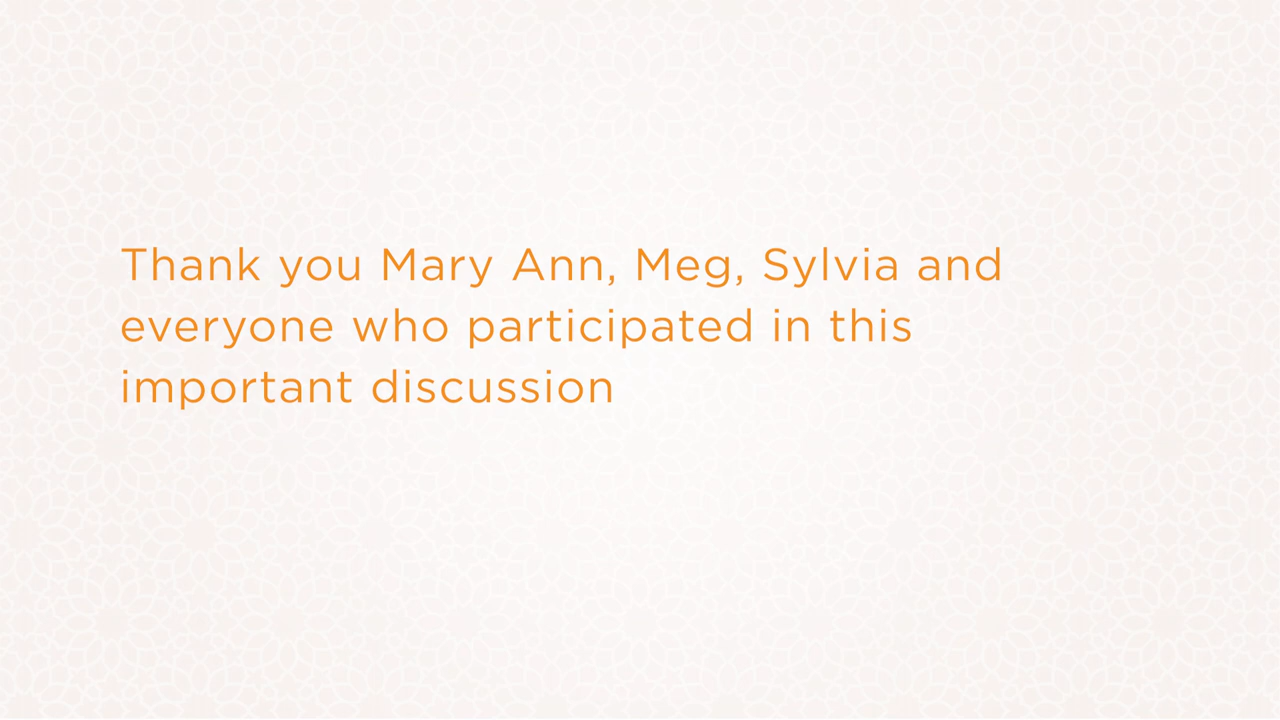 Thank you Mary Ann, Meg, Sylvia and
everyone who participated in this
important discussion